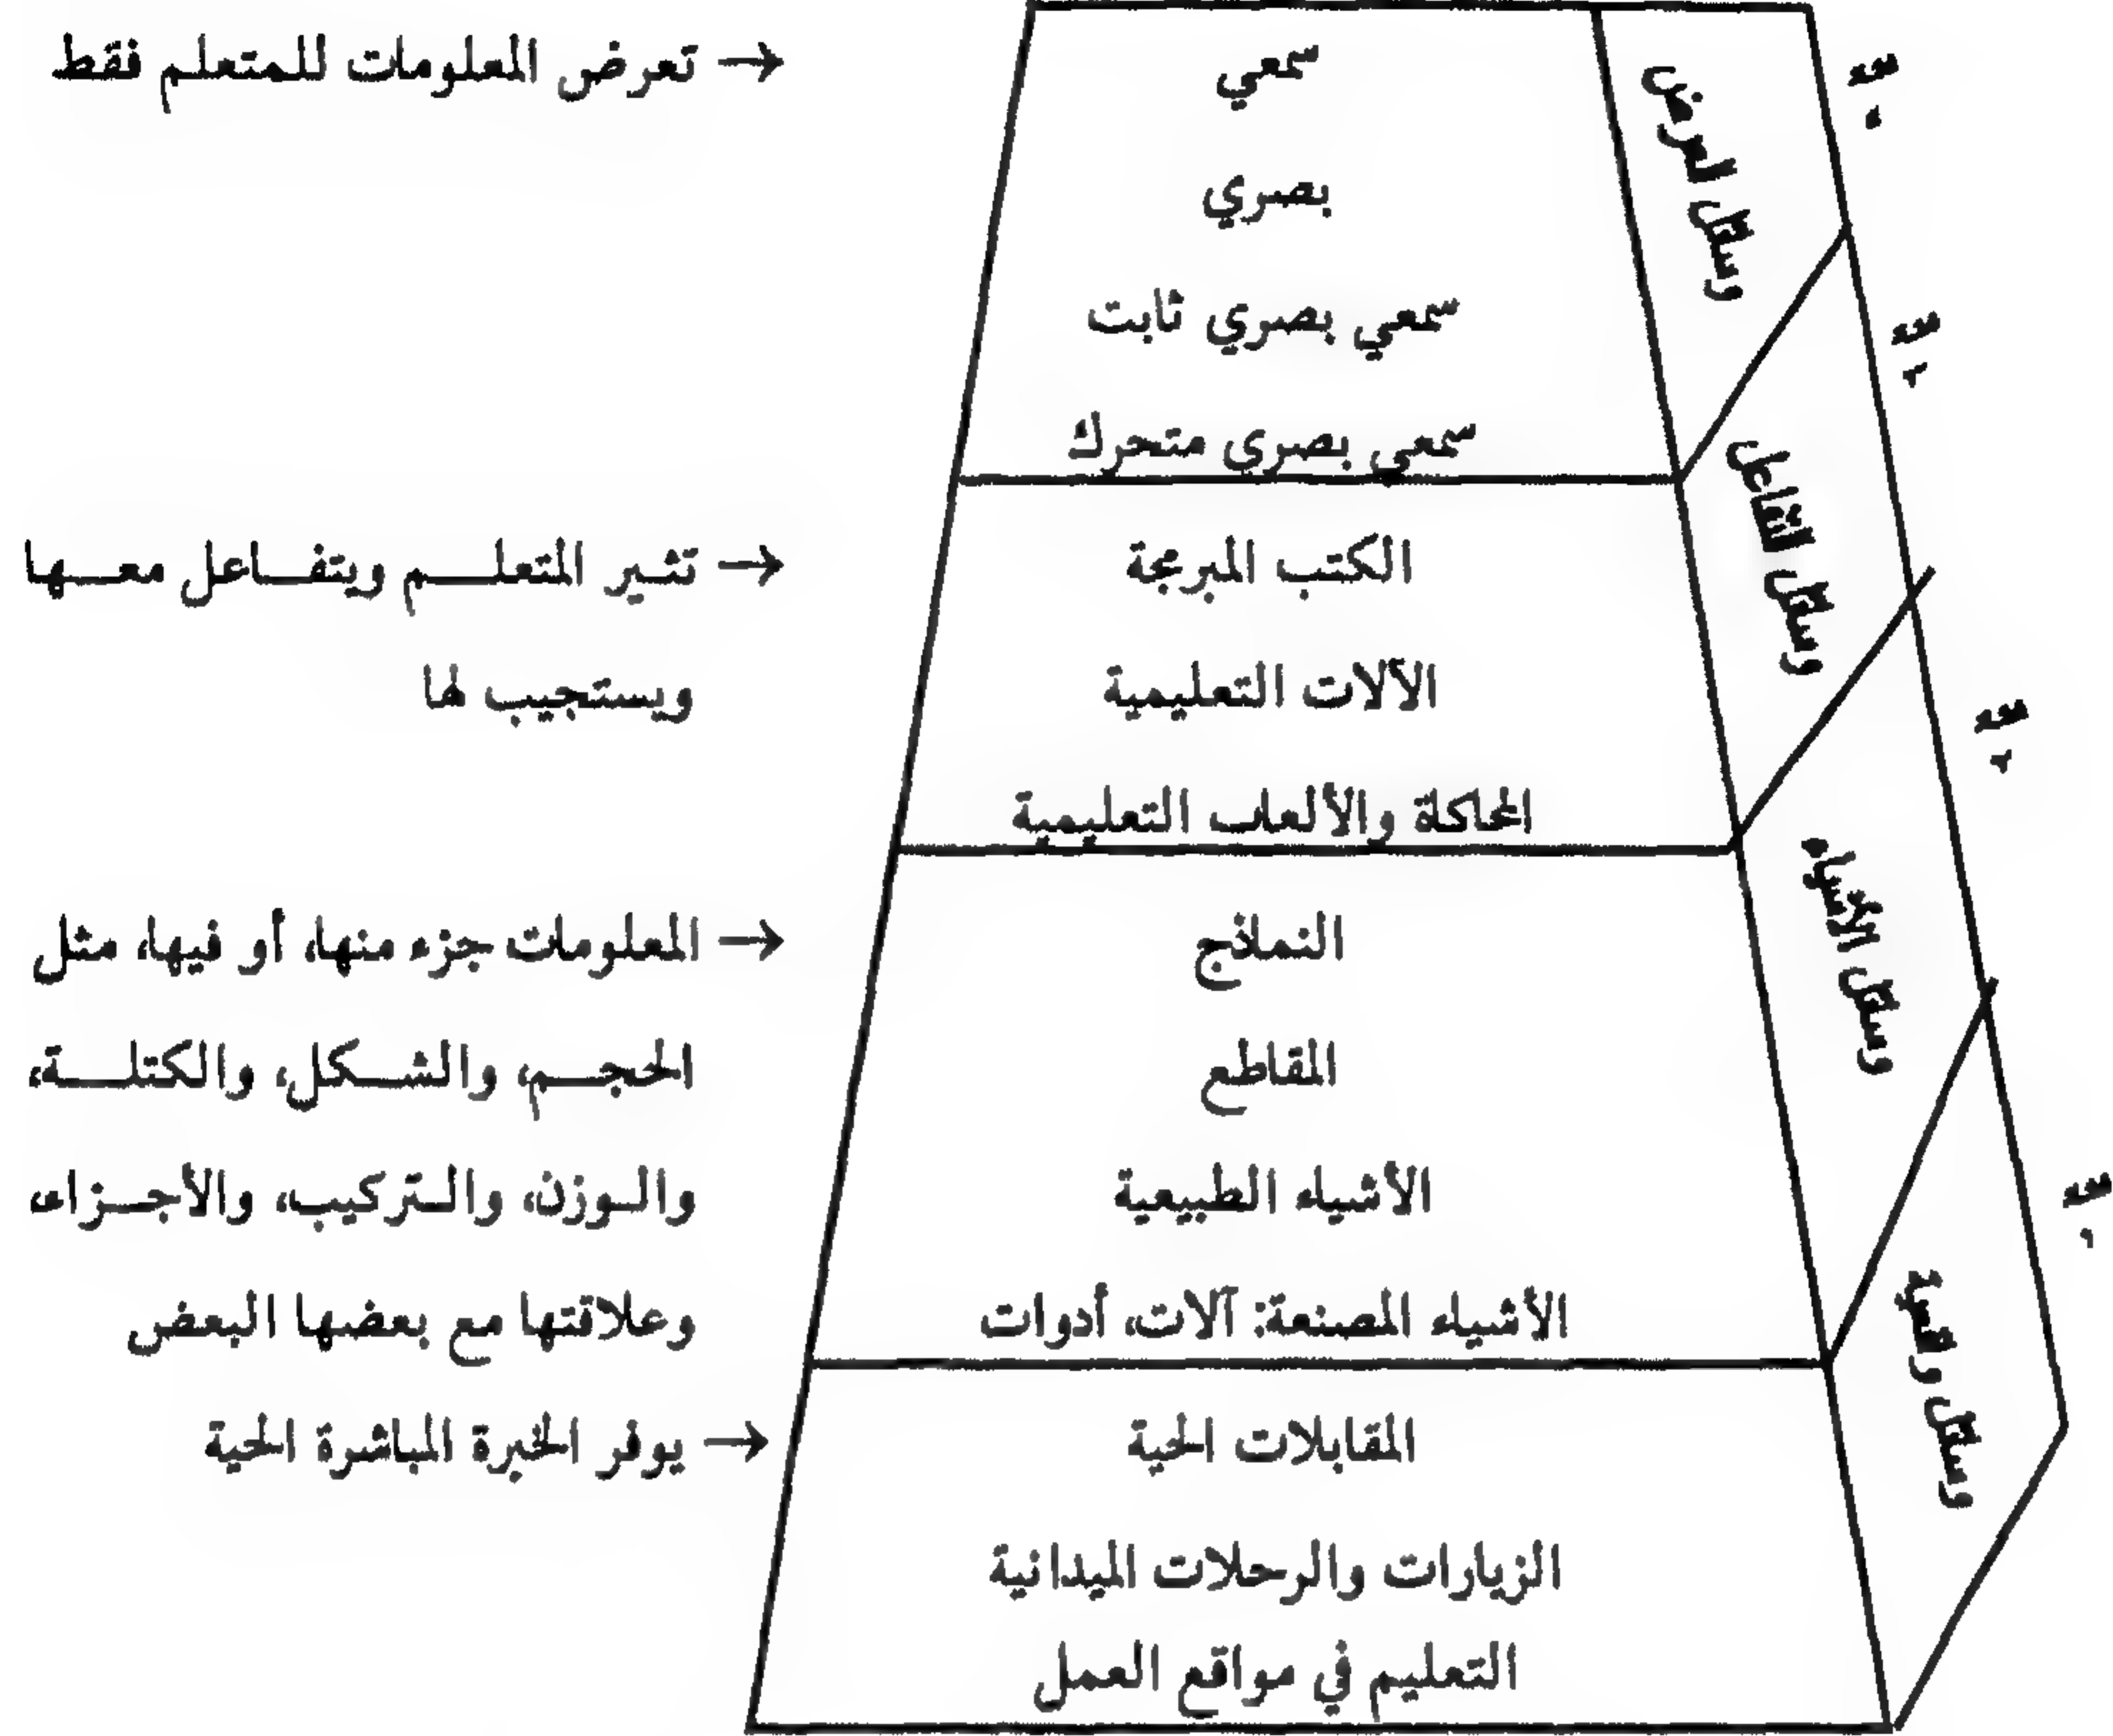 سمعي
بصري
سمعي بصري ثابت
سمعي بصري متحرك
وسائل العرض
← تعرض المعلومات للمتعلم فقط
الكتب المبرمجة
الآلات التعليمية
المحاكاة والألعاب التعليمية
وسائل التفاعل
← تثير المتعلم ويتفاعل معها
ويستجيب لها
النماذج
المقاطع
الأشياء الطبيعية
الأشياء المصنعة: آلات، أدوات
وسائل الأشياء
← المعلومات جزء منها، أو فيها، مثل
الحجم، والشكل، والكتلة،
والوزن، والتركيب، والأجزاء،
وعلاقتها مع بعضها البعض
المقابلات الحية
الزيارات والرحلات الميدانية
التعليم في مواقع العمل
وسائل واقعية
← يوفر الخبرة المباشرة الحية